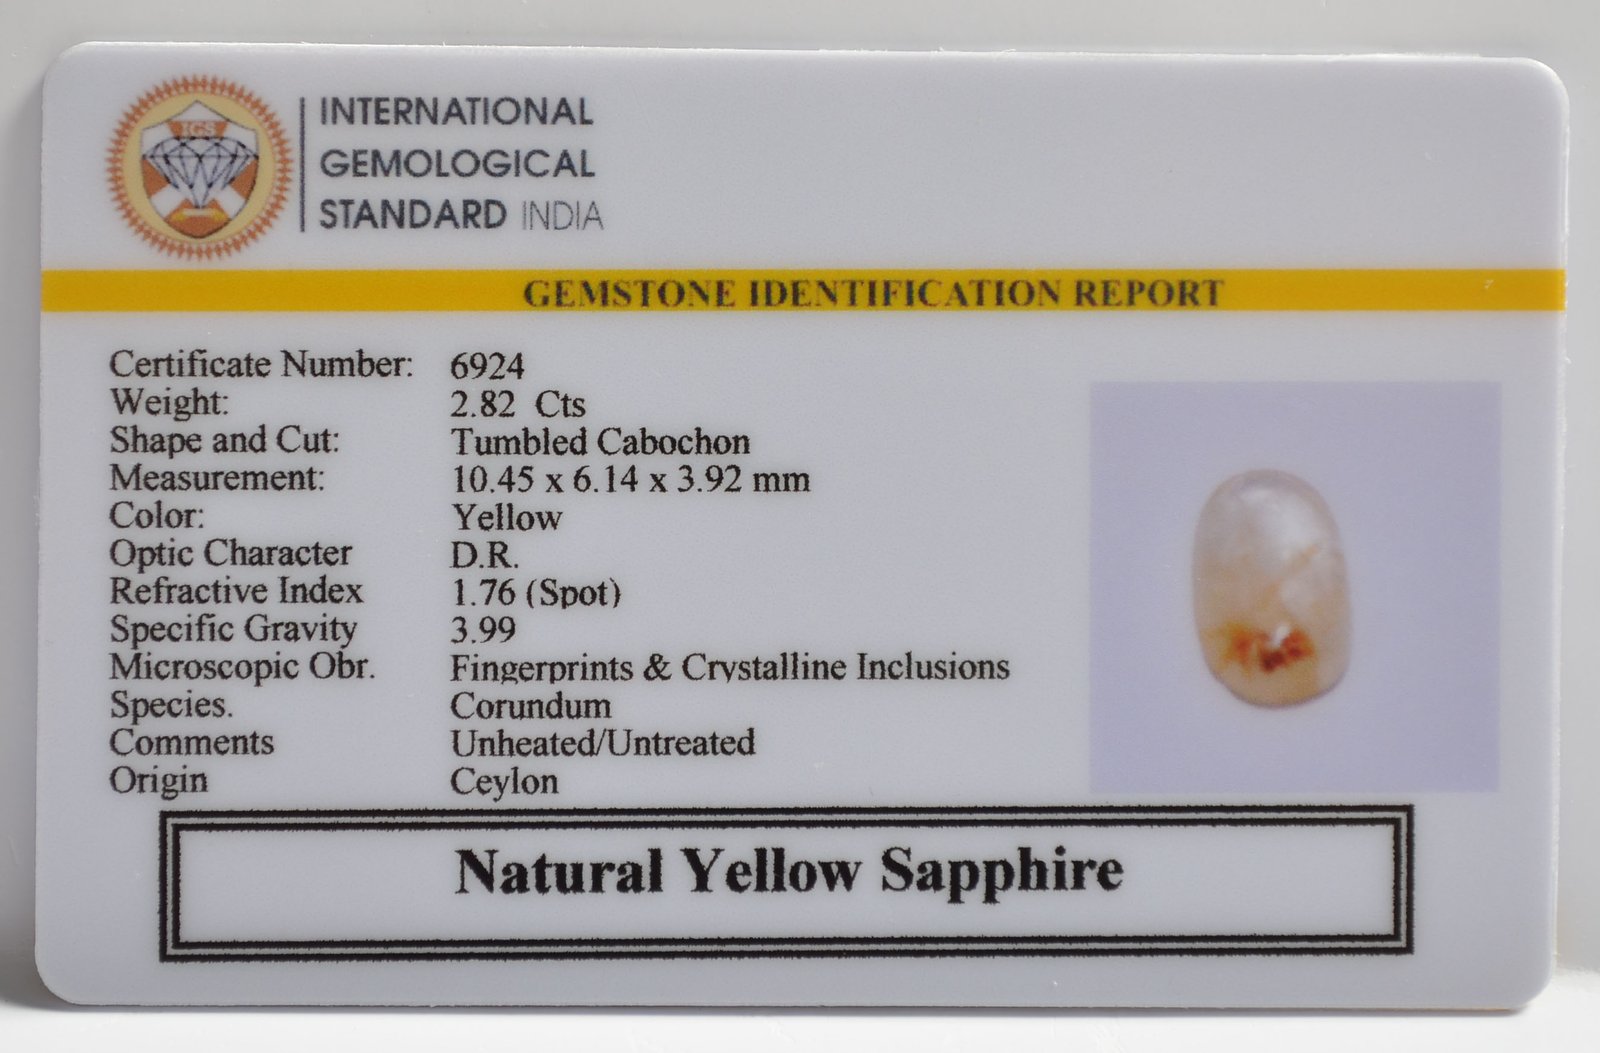 IGS
INTERNATIONAL
GEMOLOGICAL
STANDARD INDIA
GEMSTONE IDENTIFICATION REPORT
Certificate Number: 6924
Weight: 2.82 Cts
Shape and Cut: Tumbled Cabochon
Measurement: 10.45 x 6.14 x 3.92 mm
Color: Yellow
Optic Character D.R.
Refractive Index 1.76 (Spot)
Specific Gravity 3.99
Microscopic Obr. Fingerprints & Crystalline Inclusions
Species. Corundum
Comments Unheated/Untreated
Origin Ceylon
Natural Yellow Sapphire